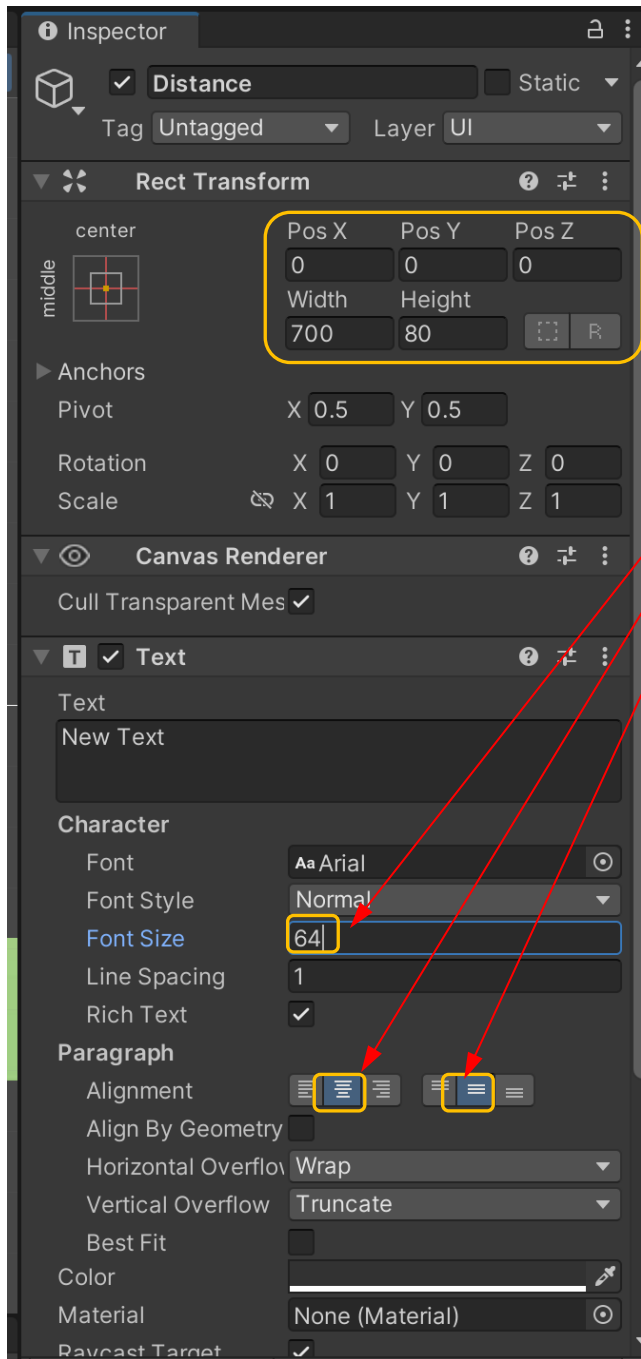 Inspector
Distance Static
Tag Untagged Layer UI
Rect Transform
center
middle
Pos X Pos Y Pos Z
0 0 0
Width Height
700 80 R
Anchors
Pivot X 0.5 Y 0.5
Rotation X 0 Y 0 Z 0
Scale X 1 Y 1 Z 1
Canvas Renderer
Cull Transparent Mes
T Text
Text
New Text
Character
Font Aa Arial
Font Style Normal
Font Size 64
Line Spacing 1
Rich Text
Paragraph
Alignment
Align By Geometry
Horizontal Overflov Wrap
Vertical Overflow Truncate
Best Fit
Color
Material None (Material)
Raycast Target